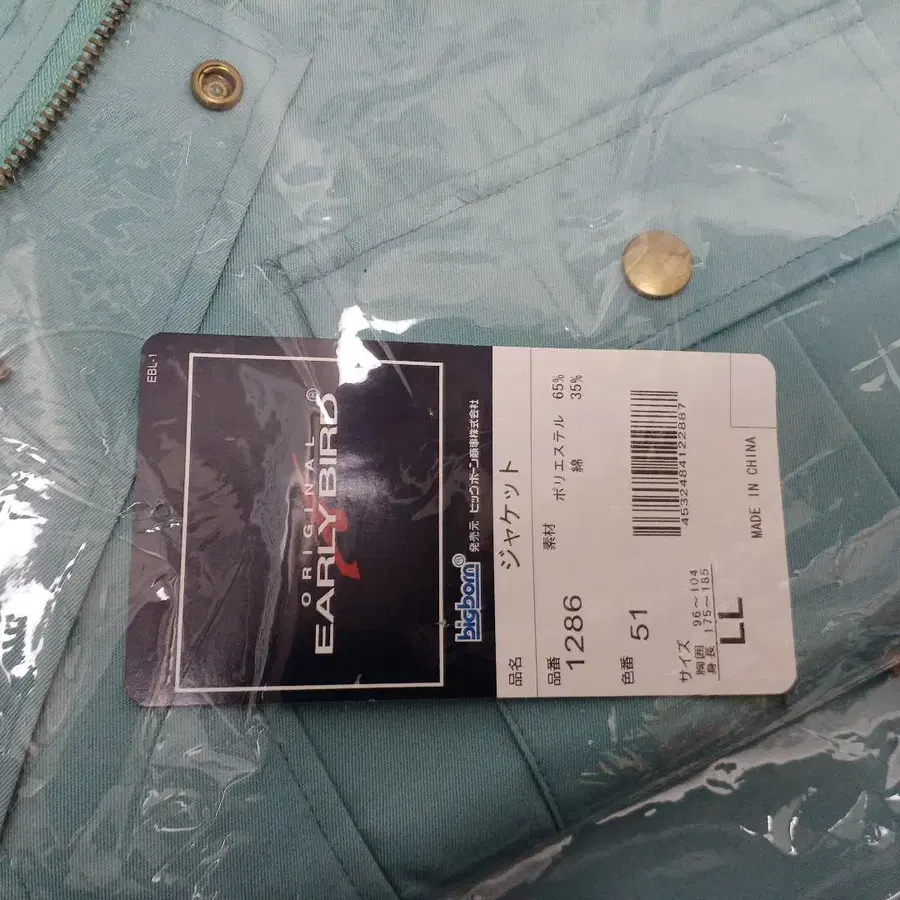 EBL-1
ORIGINAL
EARLY BIRD®
bigborn® 発売元 ビッグボーン商事株式会社
品名 ジャケット
品番 1286
素材 ポリエステル 65%
綿 35%
色番 51
4532484122887
サイズ
胸囲 96～104
身長 175～185
LL
MADE IN CHINA